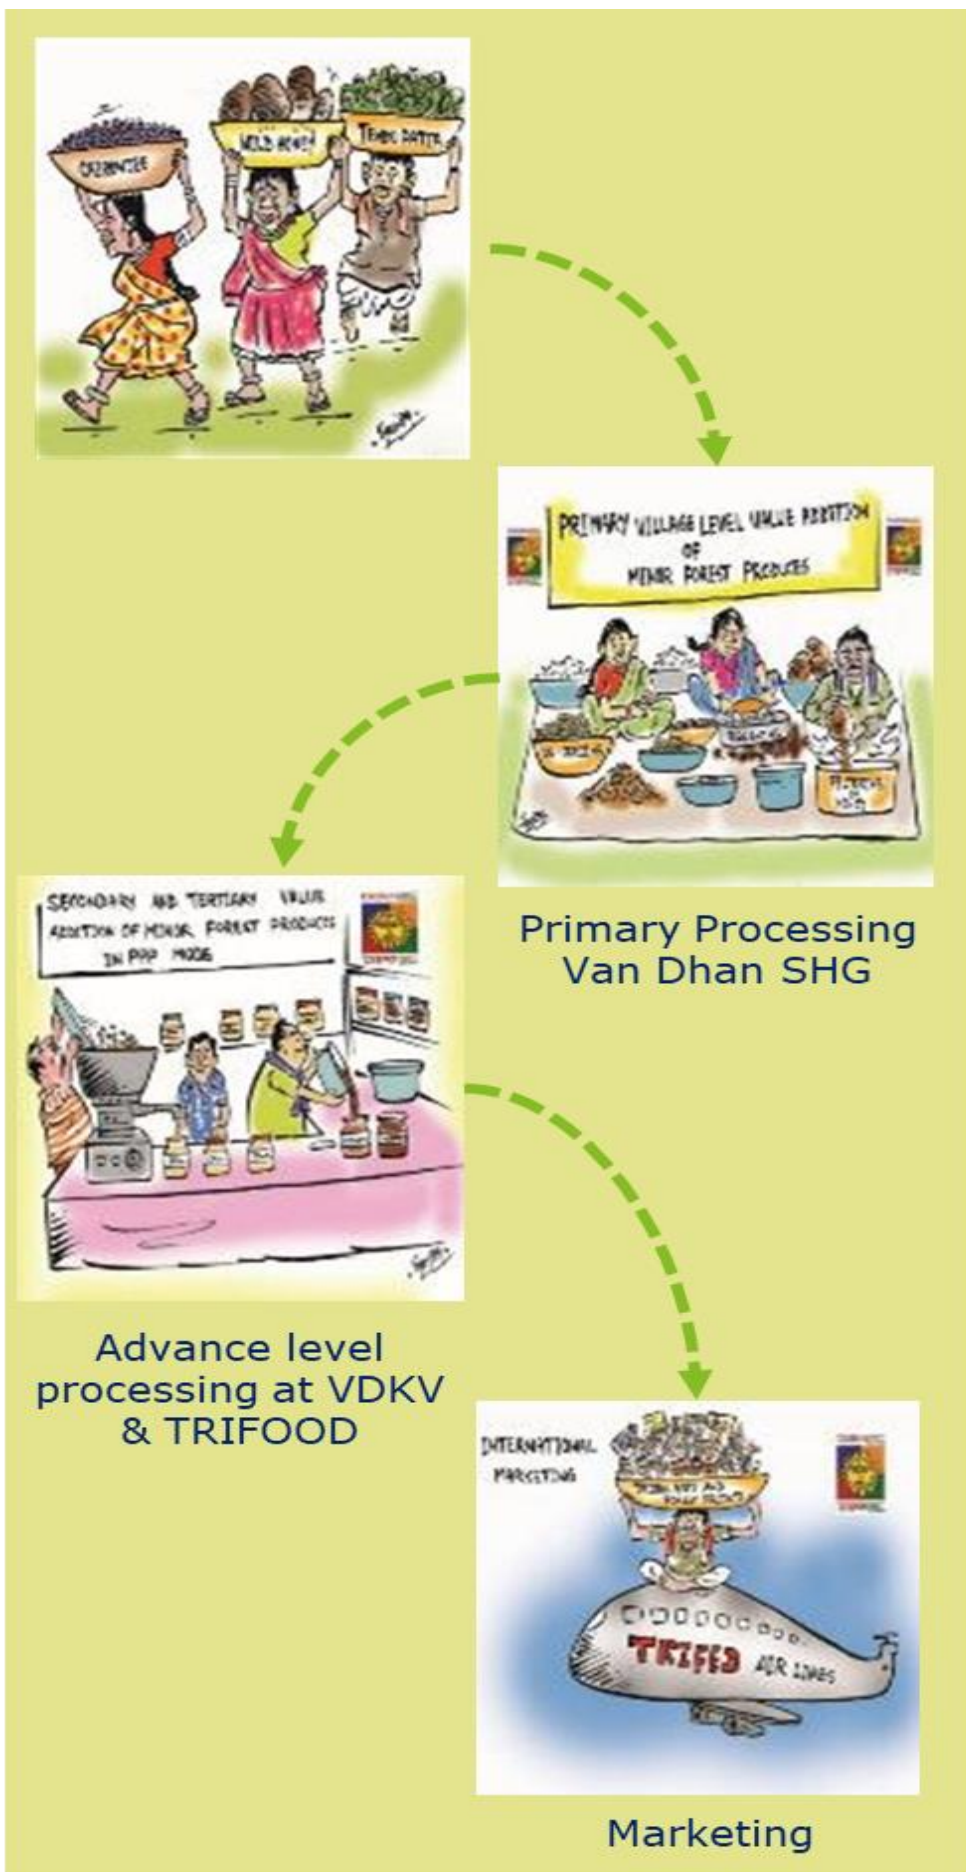 WILD HONEY
TENDU PATTA
PRIMARY VILLAGE LEVEL VALUE ADDITION
OF
MINOR FOREST PRODUCES
Primary Processing
Van Dhan SHG
SECONDARY AND TERTIARY VALUE
ADDITION OF MINOR FOREST PRODUCTS
IN PPP MODE
Advance level
processing at VDKV
& TRIFOOD
INTERNATIONAL
MARKETING
TRIFED AIR LINES
Marketing